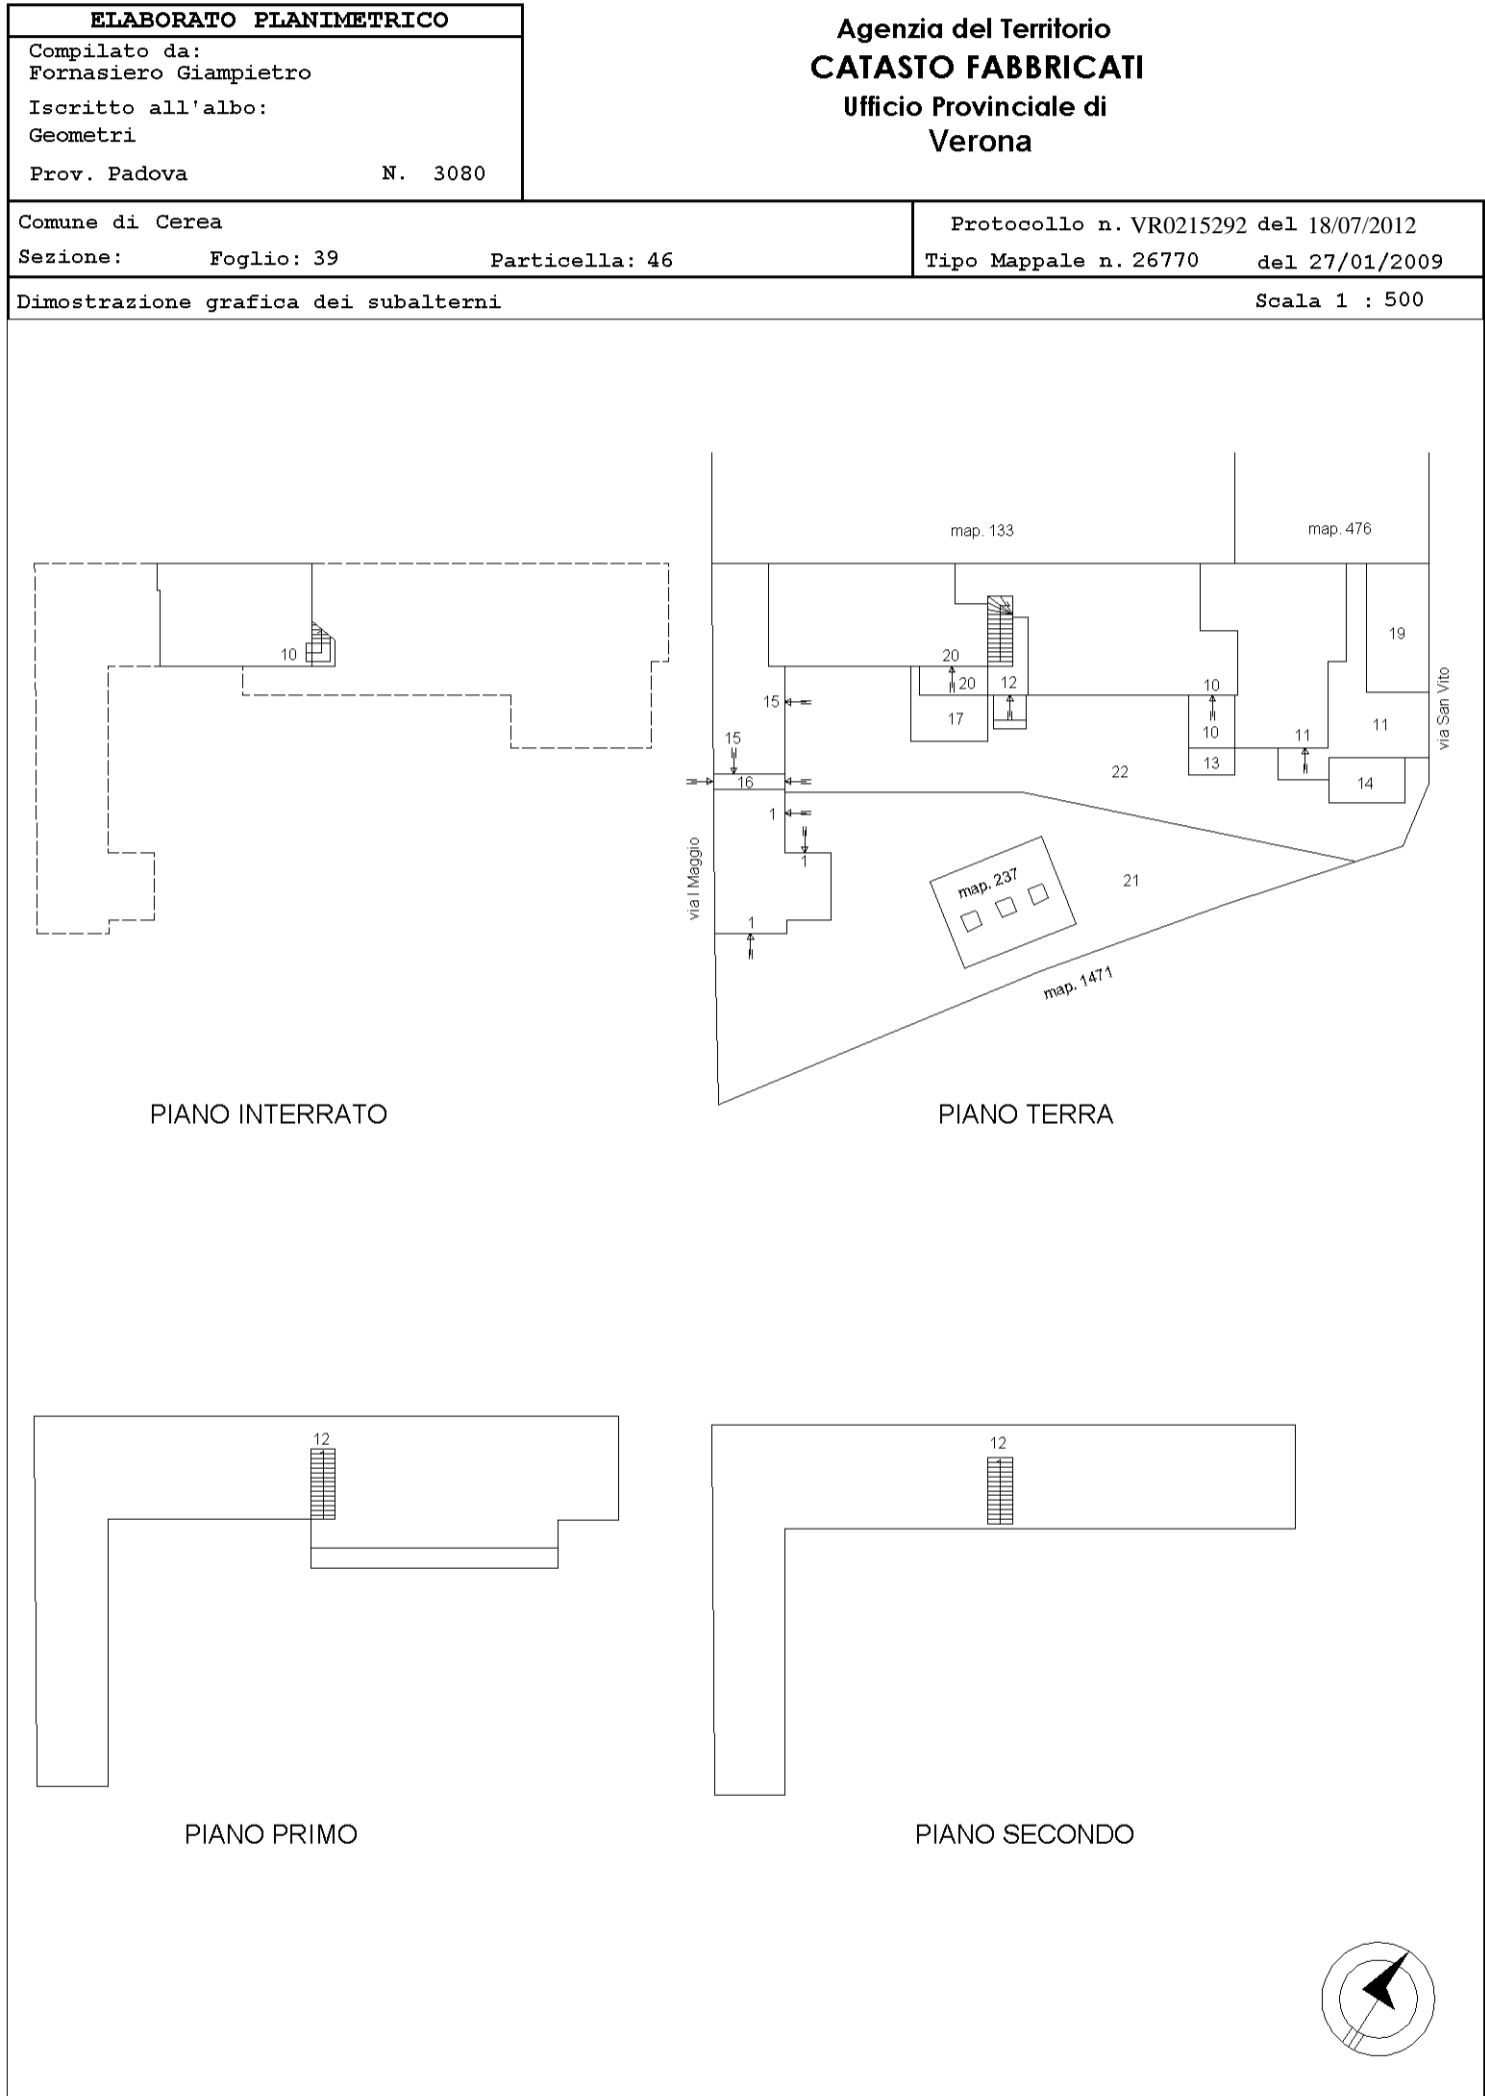 ELABORATO PLANIMETRICO
Compilato da:
Fornasiero Giampietro
Iscritto all'albo:
Geometri
Prov. Padova N. 3080
Agenzia del Territorio
CATASTO FABBRICATI
Ufficio Provinciale di
Verona
Comune di Cerea
Sezione: Foglio: 39 Particella: 46
Protocollo n. VR0215292 del 18/07/2012
Tipo Mappale n. 26770 del 27/01/2009
Dimostrazione grafica dei subalterni Scala 1 : 500
10
PIANO INTERRATO
map. 133
map. 476
19
20
20
12
10
15
17
10
11
11
via San Vito
15
16
22
13
14
1
1
via I Maggio
map. 237
21
1
map. 1471
PIANO TERRA
12
PIANO PRIMO
12
PIANO SECONDO